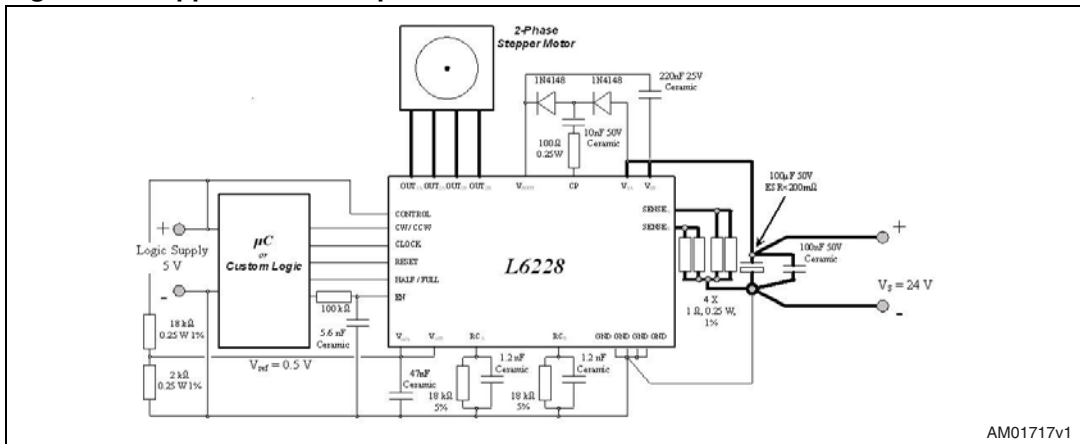 2-Phase
Stepper Motor
1N4148 1N4148
220nF 25V
Ceramic
10nF 50V
Ceramic
100Ω
0.25W
OUT OUT OUT OUT
V CP V V
100μF 50V
ESR<200mΩ
CONTROL
CW/CCW
CLOCK
RESET
HALF / FULL
EN
SENSE
SENSE
L6228
+
Logic Supply
5 V
-
μC
or
Custom Logic
100nF 50V
Ceramic
+
VS = 24 V
-
4 X
1 Ω, 0.25 W,
1%
100 kΩ
5.6 nF
Ceramic
18 kΩ
0.25 W 1%
2 kΩ
0.25 W 1%
Vref = 0.5 V
V V RC RC GND GND GND GND
47nF
Ceramic
1.2 nF
Ceramic
18 kΩ
5%
1.2 nF
Ceramic
18 kΩ
5%
AM01717v1